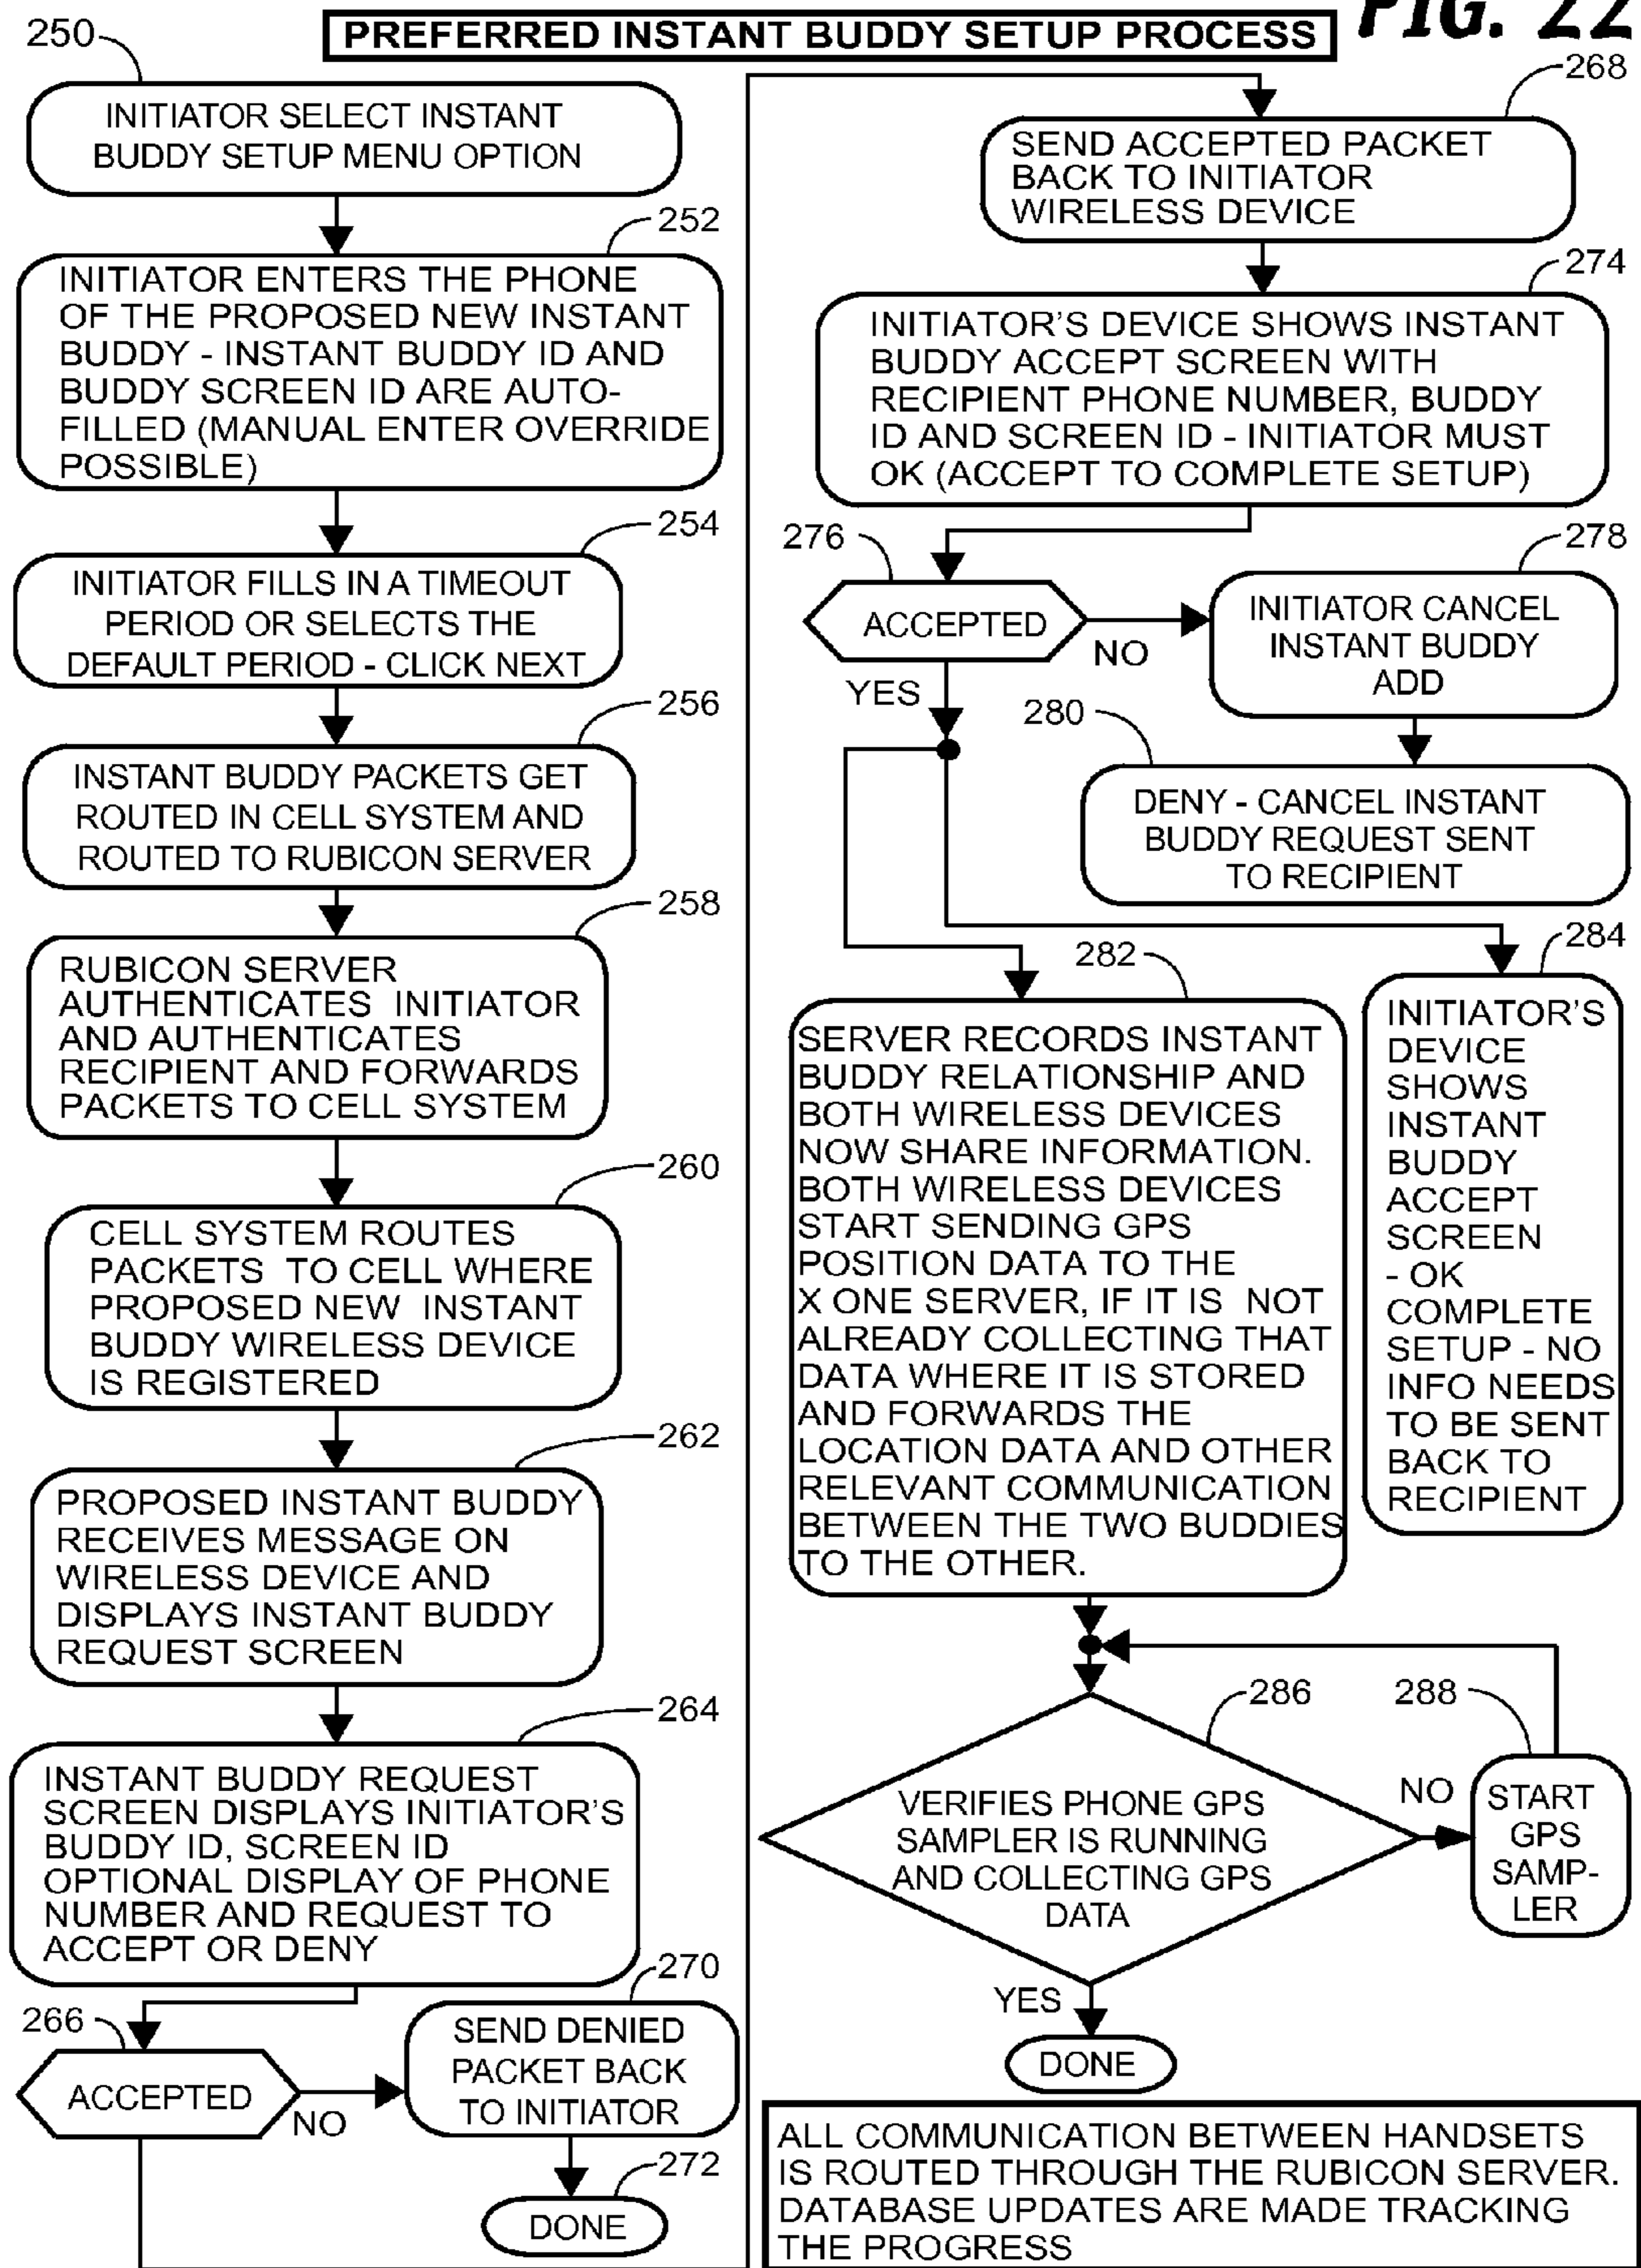 PREFERRED INSTANT BUDDY SETUP PROCESS
FIG. 22
250
INITIATOR SELECT INSTANT
BUDDY SETUP MENU OPTION
252
INITIATOR ENTERS THE PHONE
OF THE PROPOSED NEW INSTANT
BUDDY - INSTANT BUDDY ID AND
BUDDY SCREEN ID ARE AUTO-
FILLED (MANUAL ENTER OVERRIDE
POSSIBLE)
254
INITIATOR FILLS IN A TIMEOUT
PERIOD OR SELECTS THE
DEFAULT PERIOD - CLICK NEXT
256
INSTANT BUDDY PACKETS GET
ROUTED IN CELL SYSTEM AND
ROUTED TO RUBICON SERVER
258
RUBICON SERVER
AUTHENTICATES INITIATOR
AND AUTHENTICATES
RECIPIENT AND FORWARDS
PACKETS TO CELL SYSTEM
260
CELL SYSTEM ROUTES
PACKETS TO CELL WHERE
PROPOSED NEW INSTANT
BUDDY WIRELESS DEVICE
IS REGISTERED
262
PROPOSED INSTANT BUDDY
RECEIVES MESSAGE ON
WIRELESS DEVICE AND
DISPLAYS INSTANT BUDDY
REQUEST SCREEN
264
INSTANT BUDDY REQUEST
SCREEN DISPLAYS INITIATOR'S
BUDDY ID, SCREEN ID
OPTIONAL DISPLAY OF PHONE
NUMBER AND REQUEST TO
ACCEPT OR DENY
266
ACCEPTED
NO
270
SEND DENIED
PACKET BACK
TO INITIATOR
272
DONE
268
SEND ACCEPTED PACKET
BACK TO INITIATOR
WIRELESS DEVICE
274
INITIATOR'S DEVICE SHOWS INSTANT
BUDDY ACCEPT SCREEN WITH
RECIPIENT PHONE NUMBER, BUDDY
ID AND SCREEN ID - INITIATOR MUST
OK (ACCEPT TO COMPLETE SETUP)
276
ACCEPTED
NO
YES
278
INITIATOR CANCEL
INSTANT BUDDY
ADD
280
DENY - CANCEL INSTANT
BUDDY REQUEST SENT
TO RECIPIENT
282
SERVER RECORDS INSTANT
BUDDY RELATIONSHIP AND
BOTH WIRELESS DEVICES
NOW SHARE INFORMATION.
BOTH WIRELESS DEVICES
START SENDING GPS
POSITION DATA TO THE
X ONE SERVER, IF IT IS NOT
ALREADY COLLECTING THAT
DATA WHERE IT IS STORED
AND FORWARDS THE
LOCATION DATA AND OTHER
RELEVANT COMMUNICATION
BETWEEN THE TWO BUDDIES
TO THE OTHER.
284
INITIATOR'S
DEVICE
SHOWS
INSTANT
BUDDY
ACCEPT
SCREEN
- OK
COMPLETE
SETUP - NO
INFO NEEDS
TO BE SENT
BACK TO
RECIPIENT
286
VERIFIES PHONE GPS
SAMPLER IS RUNNING
AND COLLECTING GPS
DATA
NO
288
START
GPS
SAMP-
LER
YES
DONE
ALL COMMUNICATION BETWEEN HANDSETS
IS ROUTED THROUGH THE RUBICON SERVER.
DATABASE UPDATES ARE MADE TRACKING
THE PROGRESS